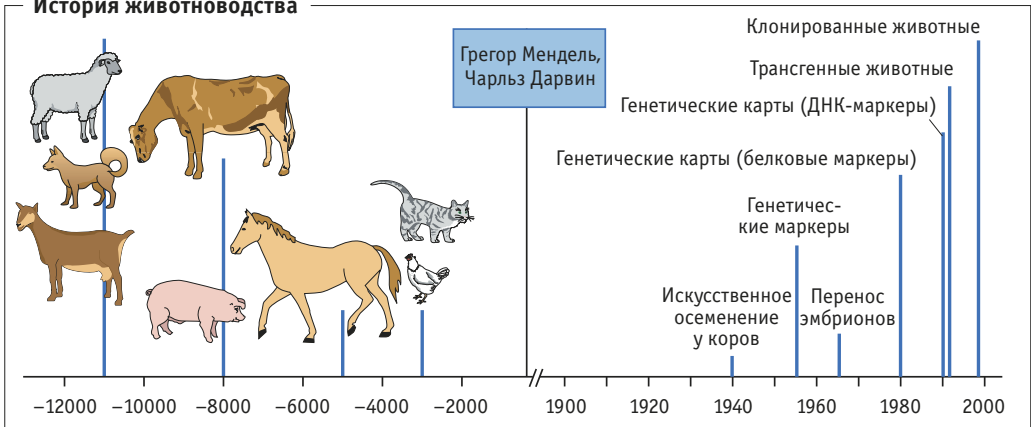 История животноводства
Клонированные животные
Грегор Мендель,
Чарльз Дарвин
Трансгенные животные
Генетические карты (ДНК-маркеры)
Генетические карты (белковые маркеры)
Генетичес-
кие маркеры
Искусственное
осеменение
у коров
Перенос
эмбрионов
–12000 –10000 –8000 –6000 –4000 –2000 1900 1920 1940 1960 1980 2000